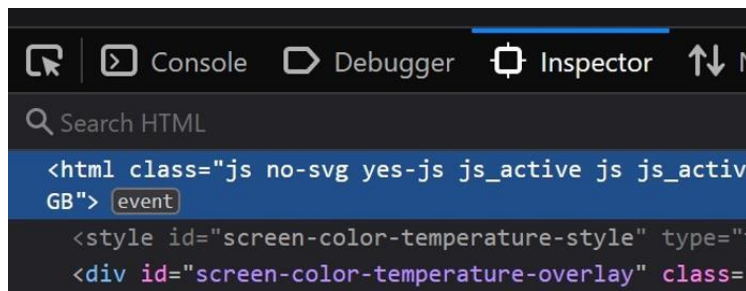 Console Debugger Inspector
Search HTML
<html class="js no-svg yes-js js_active js js_activ
GB"> event
<style id="screen-color-temperature-style" type="
<div id="screen-color-temperature-overlay" class=